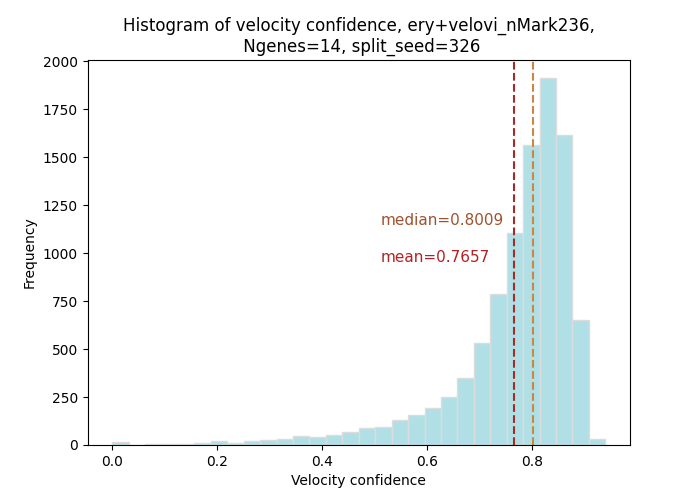 Histogram of velocity confidence, ery+velovi_nMark236,
Ngenes=14, split_seed=326
2000
1750
1500
1250
1000
750
500
250
0
Frequency
median=0.8009
mean=0.7657
0.0 0.2 0.4 0.6 0.8
Velocity confidence